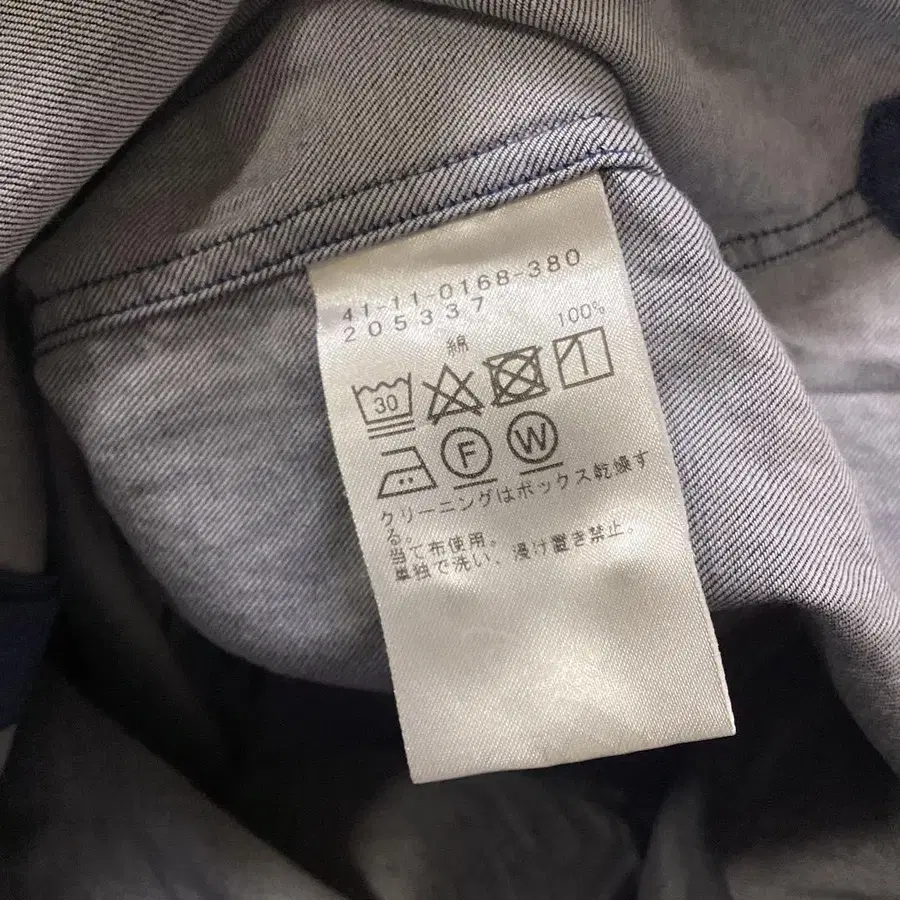 41-11-0168-380
205337
綿 100%
30
F W
クリーニングはボックス乾燥す
る。
当て布使用。
単独で洗い、浸け置き禁止。